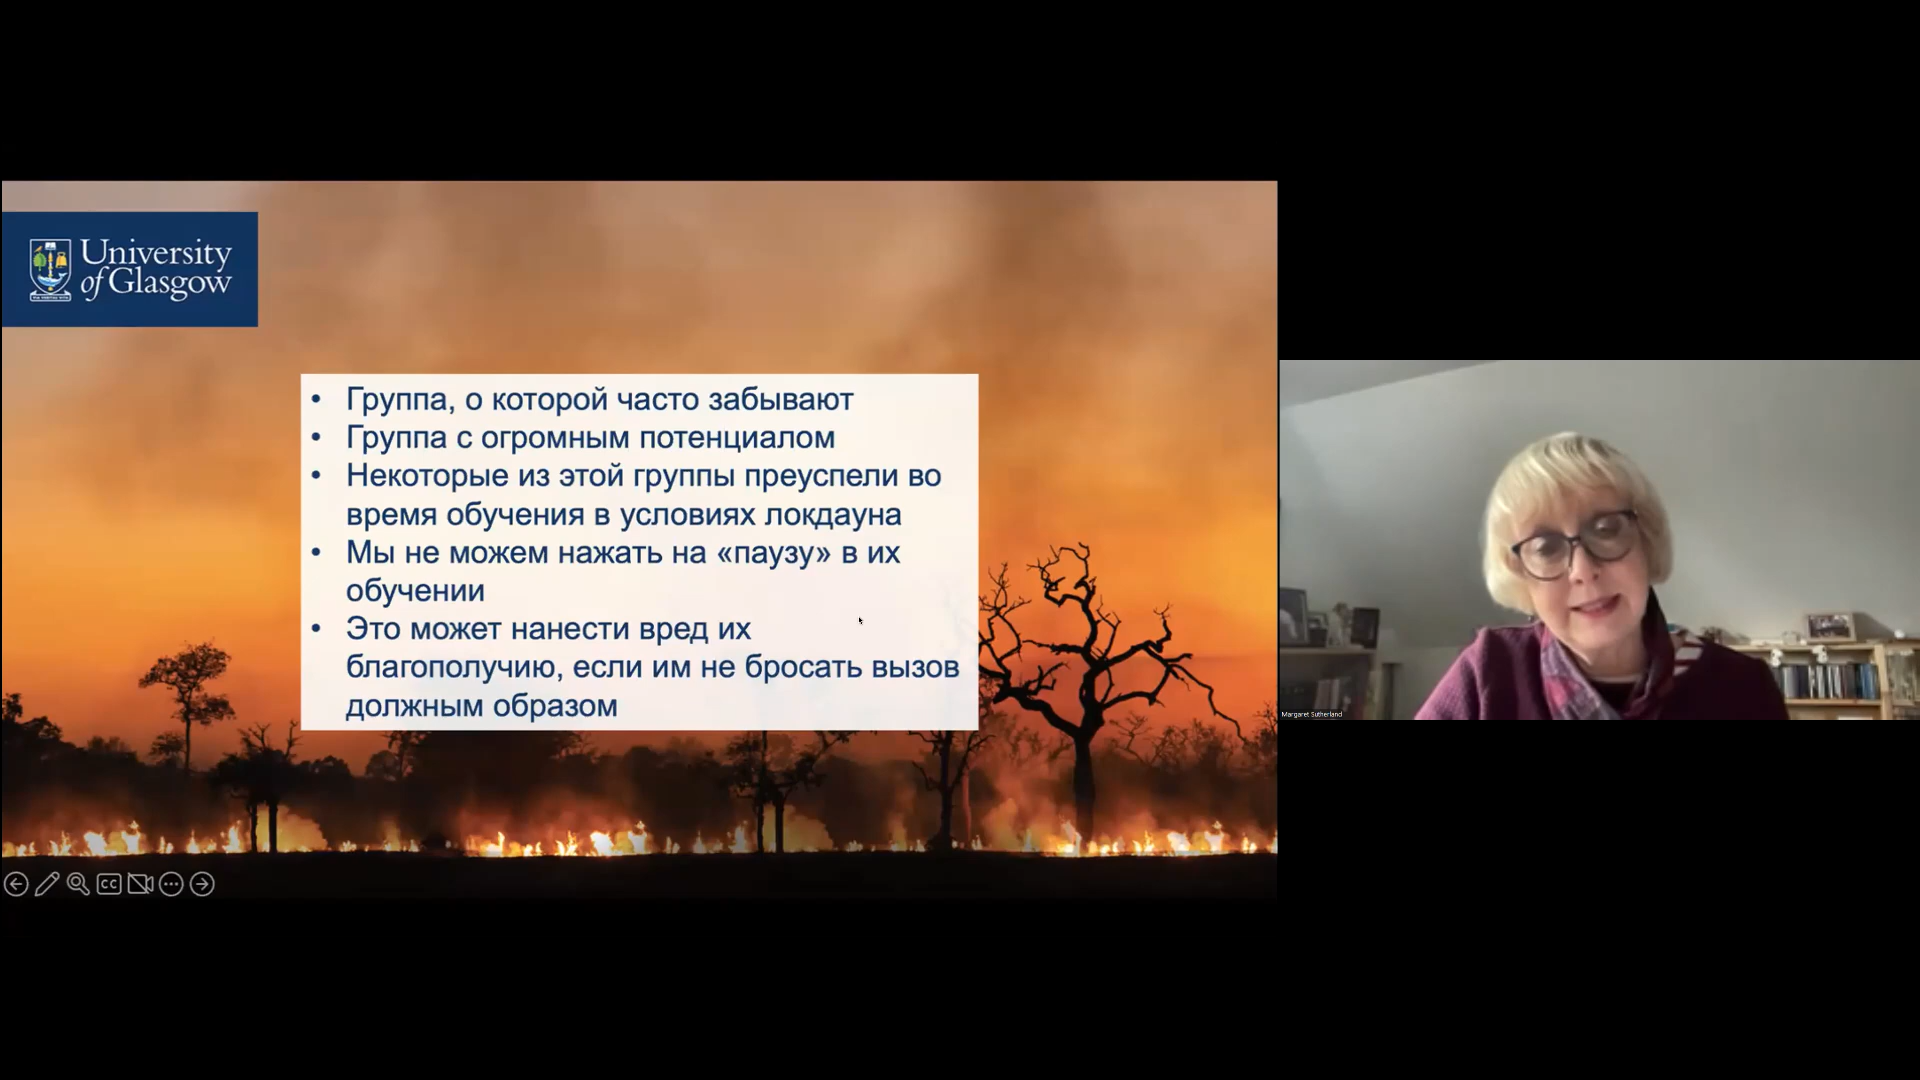 University
of Glasgow
• Группа, о которой часто забывают
• Группа с огромным потенциалом
• Некоторые из этой группы преуспели во
время обучения в условиях локдауна
• Мы не можем нажать на «паузу» в их
обучении
• Это может нанести вред их
благополучию, если им не бросать вызов
должным образом
CC
Margaret Sutherland